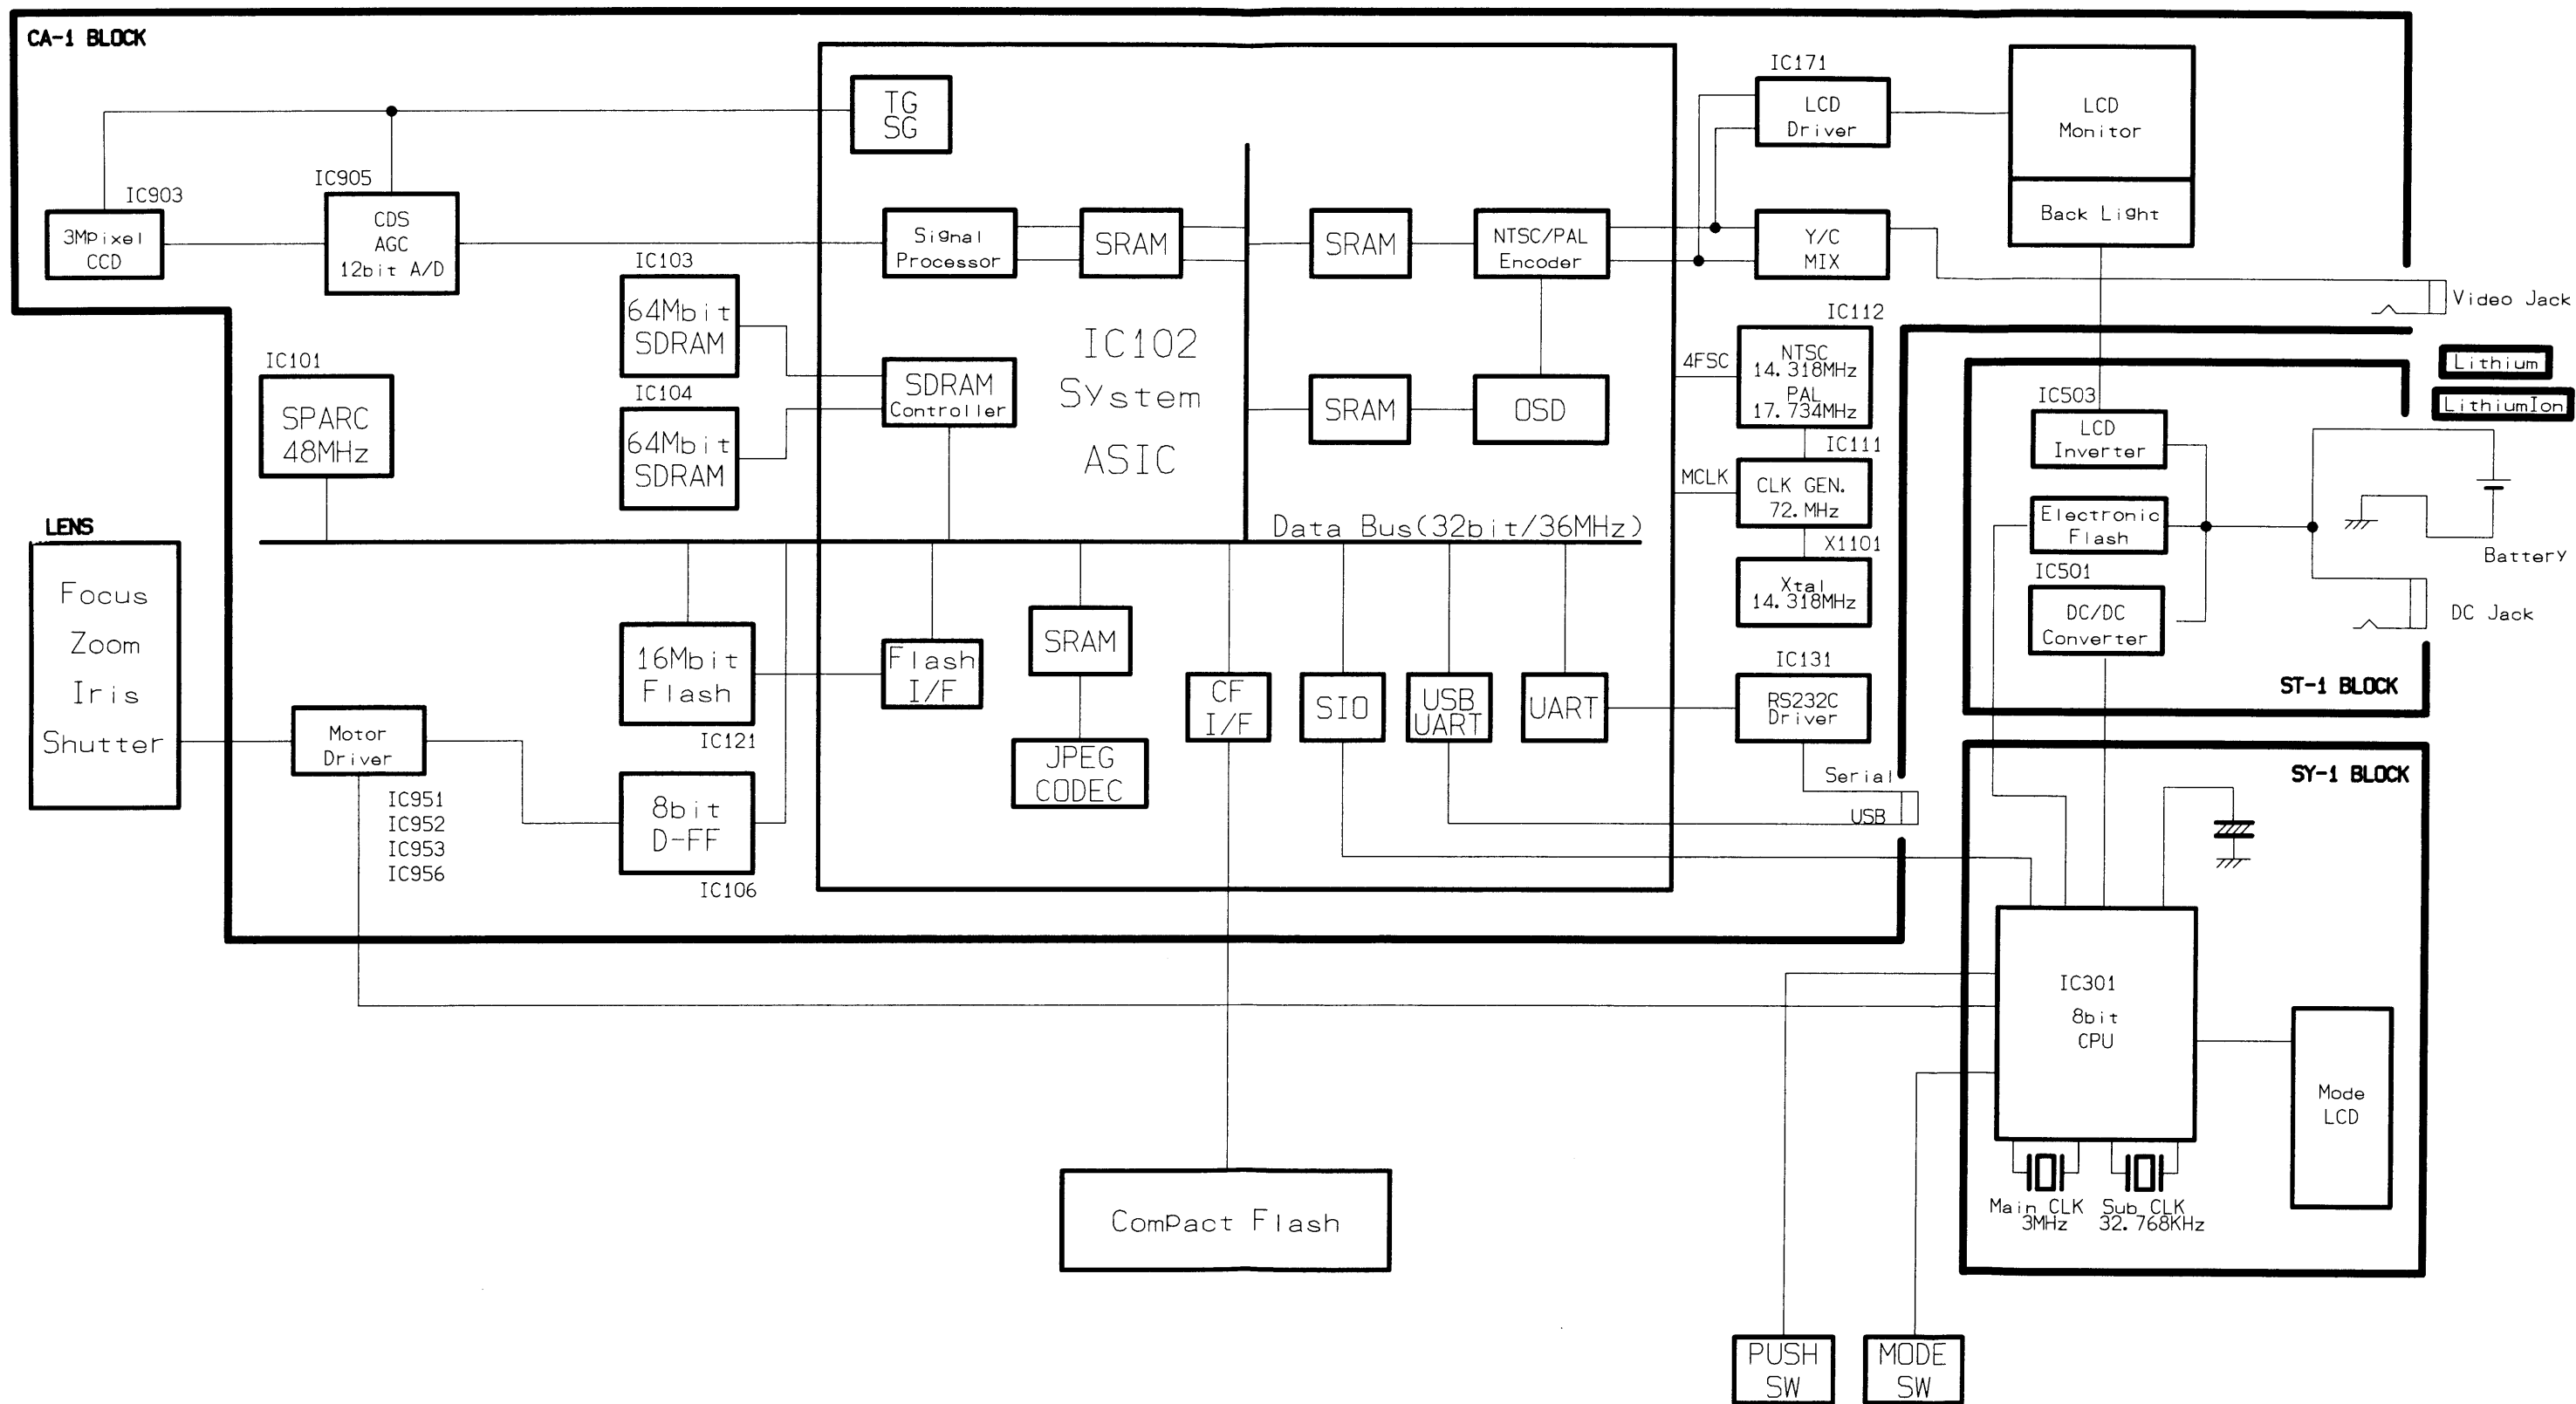 CA-1 BLOCK
TG
SG
IC171
LCD
Driver
LCD
Monitor
Back Light
IC903
3Mpixel
CCD
IC905
CDS
AGC
12bit A/D
Signal
Processor
SRAM
SRAM
NTSC/PAL
Encoder
Y/C
MIX
Video Jack
IC103
64Mbit
SDRAM
IC104
64Mbit
SDRAM
SDRAM
Controller
IC102
System
ASIC
SRAM
OSD
4FSC
IC112
NTSC
14.318MHz
PAL
17.734MHz
IC111
MCLK
CLK GEN.
72.MHz
X1101
Xtal
14.318MHz
Lithium
LithiumIon
IC503
LCD
Inverter
Electronic
Flash
IC501
DC/DC
Converter
Battery
DC Jack
ST-1 BLOCK
IC101
SPARC
48MHz
Data Bus(32bit/36MHz)
LENS
Focus
Zoom
Iris
Shutter
Motor
Driver
IC951
IC952
IC953
IC956
16Mbit
Flash
IC121
8bit
D-FF
IC106
Flash
I/F
SRAM
JPEG
CODEC
CF
I/F
SIO
USB
UART
UART
IC131
RS232C
Driver
Serial
USB
SY-1 BLOCK
IC301
8bit
CPU
Mode
LCD
Main CLK
3MHz
Sub CLK
32.768KHz
Compact Flash
PUSH
SW
MODE
SW